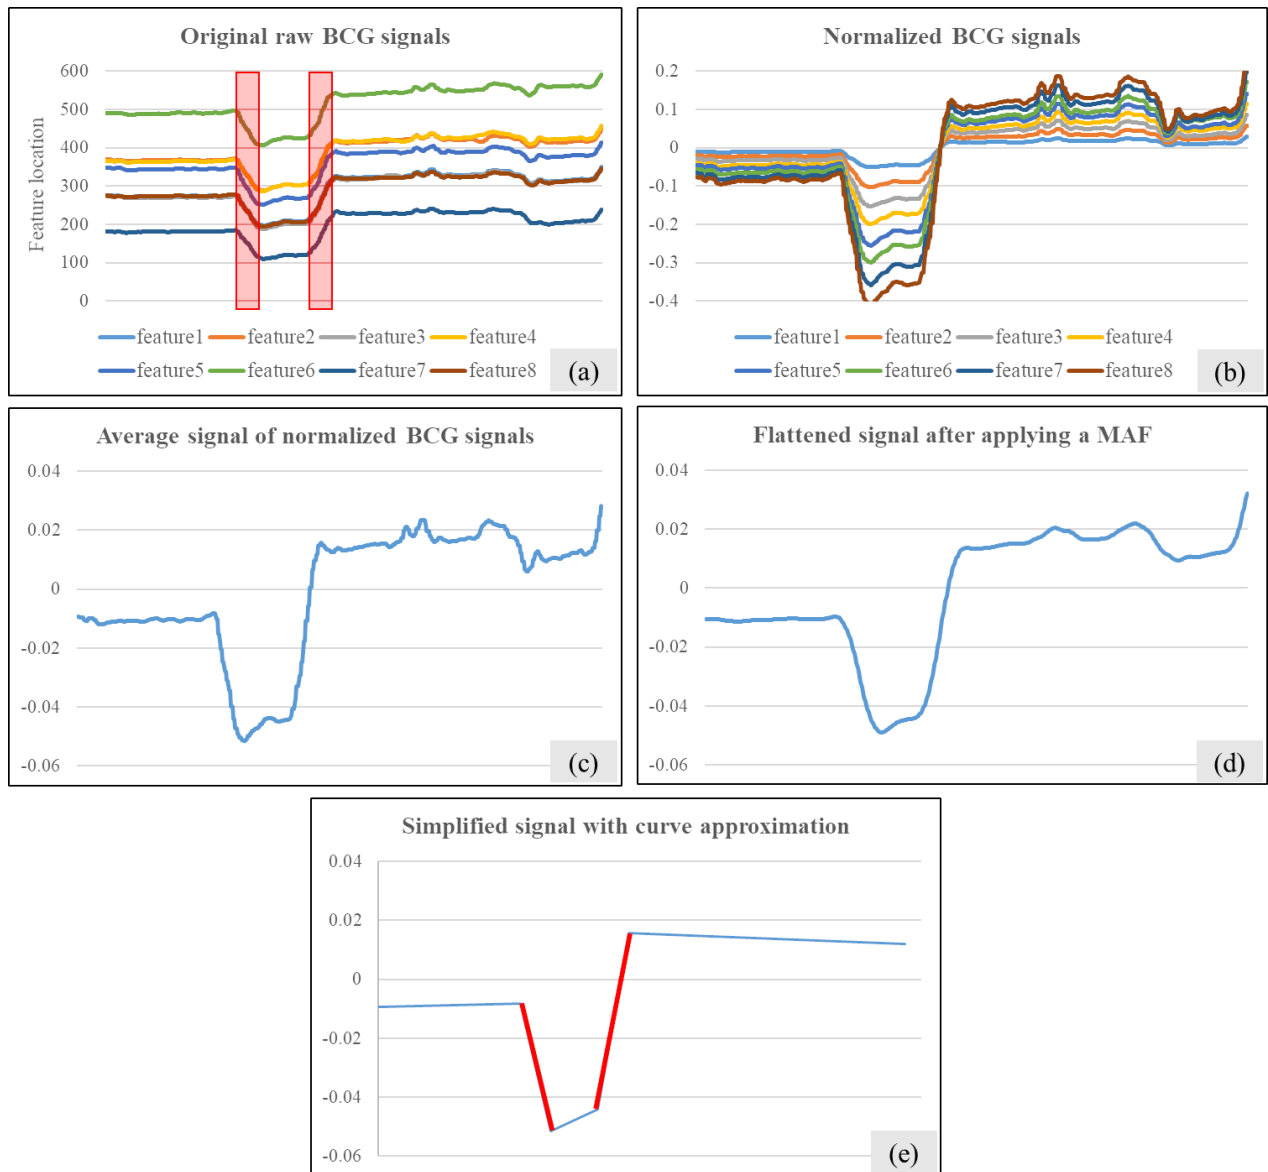 Original raw BCG signals
600
500
400
300
200
100
0
Feature location
feature1 feature2 feature3 feature4
feature5 feature6 feature7 feature8
(a)
Normalized BCG signals
0.2
0.1
0
-0.1
-0.2
-0.3
-0.4
feature1 feature2 feature3 feature4
feature5 feature6 feature7 feature8
(b)
Average signal of normalized BCG signals
0.04
0.02
0
-0.02
-0.04
-0.06
(c)
Flattened signal after applying a MAF
0.04
0.02
0
-0.02
-0.04
-0.06
(d)
Simplified signal with curve approximation
0.04
0.02
0
-0.02
-0.04
-0.06
(e)